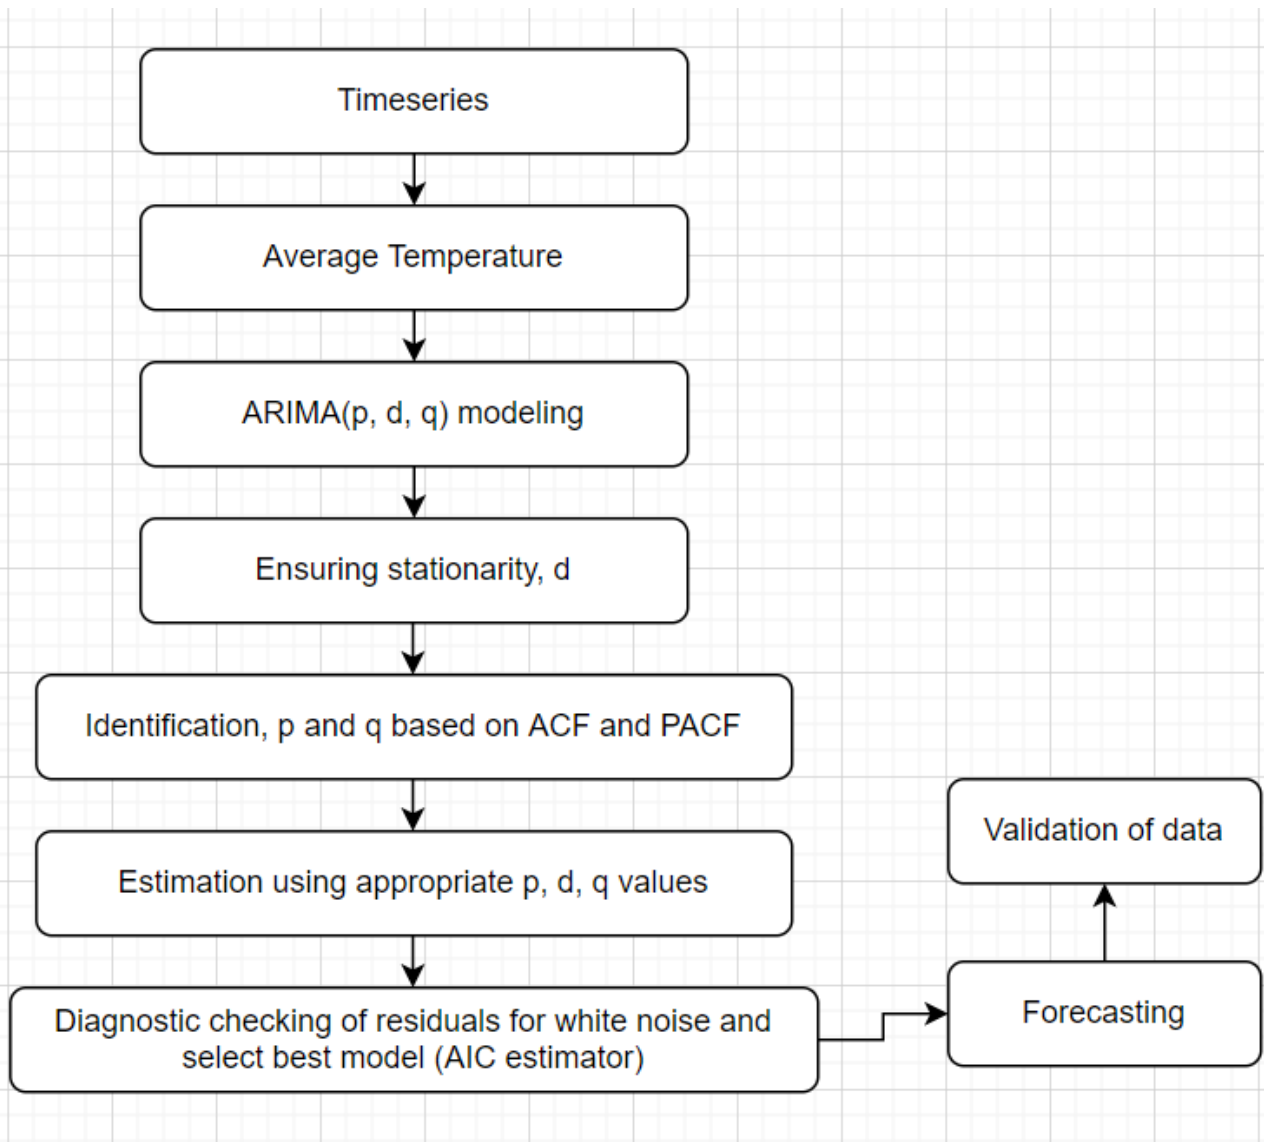 Timeseries
Average Temperature
ARIMA(p, d, q) modeling
Ensuring stationarity, d
Identification, p and q based on ACF and PACF
Estimation using appropriate p, d, q values
Diagnostic checking of residuals for white noise and
select best model (AIC estimator)
Forecasting
Validation of data